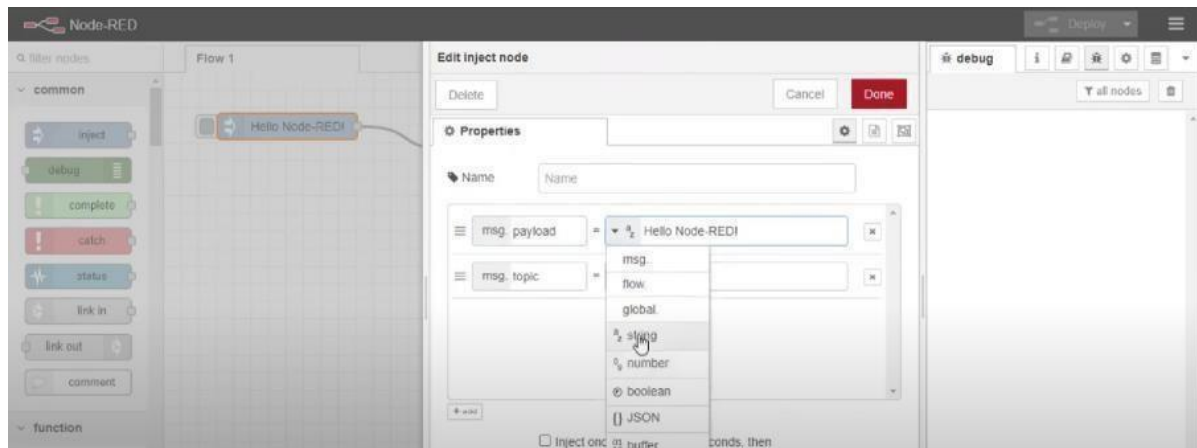 Node-RED
Deploy
filter nodes
Flow 1
Edit inject node
debug
i
all nodes
common
Delete
Cancel
Done
inject
Hello Node-RED!
Properties
debug
Name
Name
complete
msg. payload = Hello Node-RED!
catch
msg.
status
msg. topic =
flow.
link in
global.
string
link out
number
comment
boolean
+ add
{} JSON
function
Inject once
buffer
conds, then